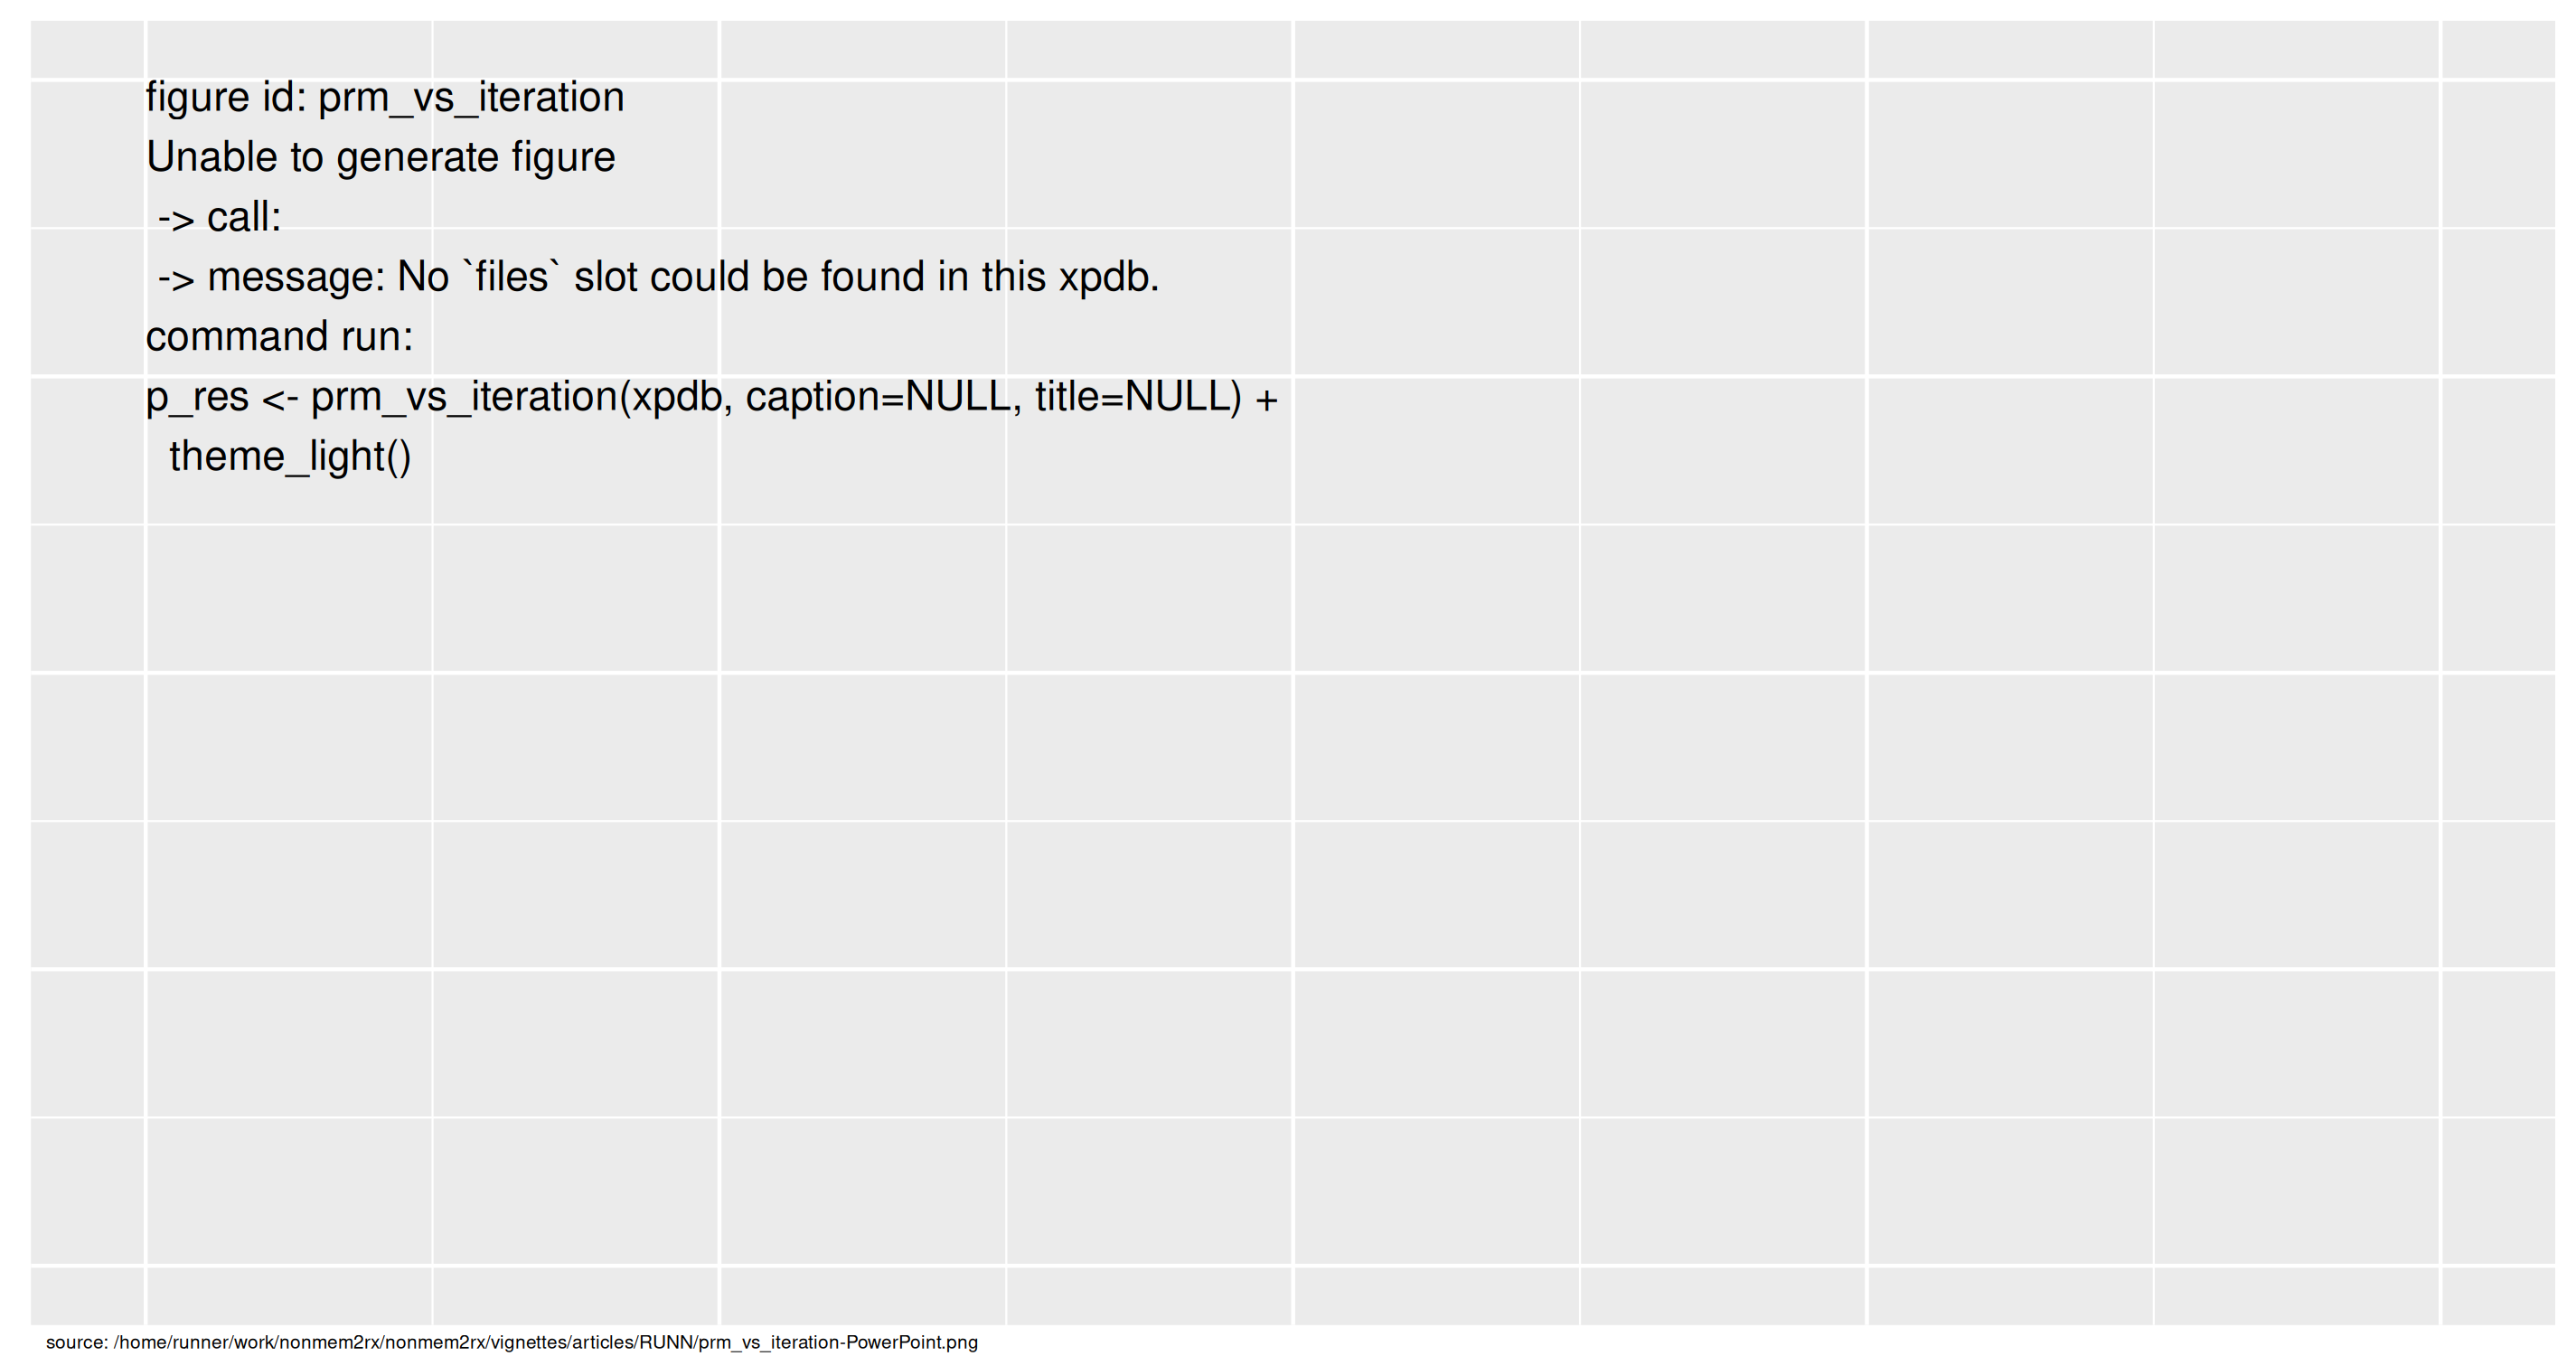 figure id: prm_vs_iteration
Unable to generate figure
 -> call:
 -> message: No `files` slot could be found in this xpdb.
command run:
p_res <- prm_vs_iteration(xpdb, caption=NULL, title=NULL) +
  theme_light()
source: /home/runner/work/nonmem2rx/nonmem2rx/vignettes/articles/RUNN/prm_vs_iteration-PowerPoint.png